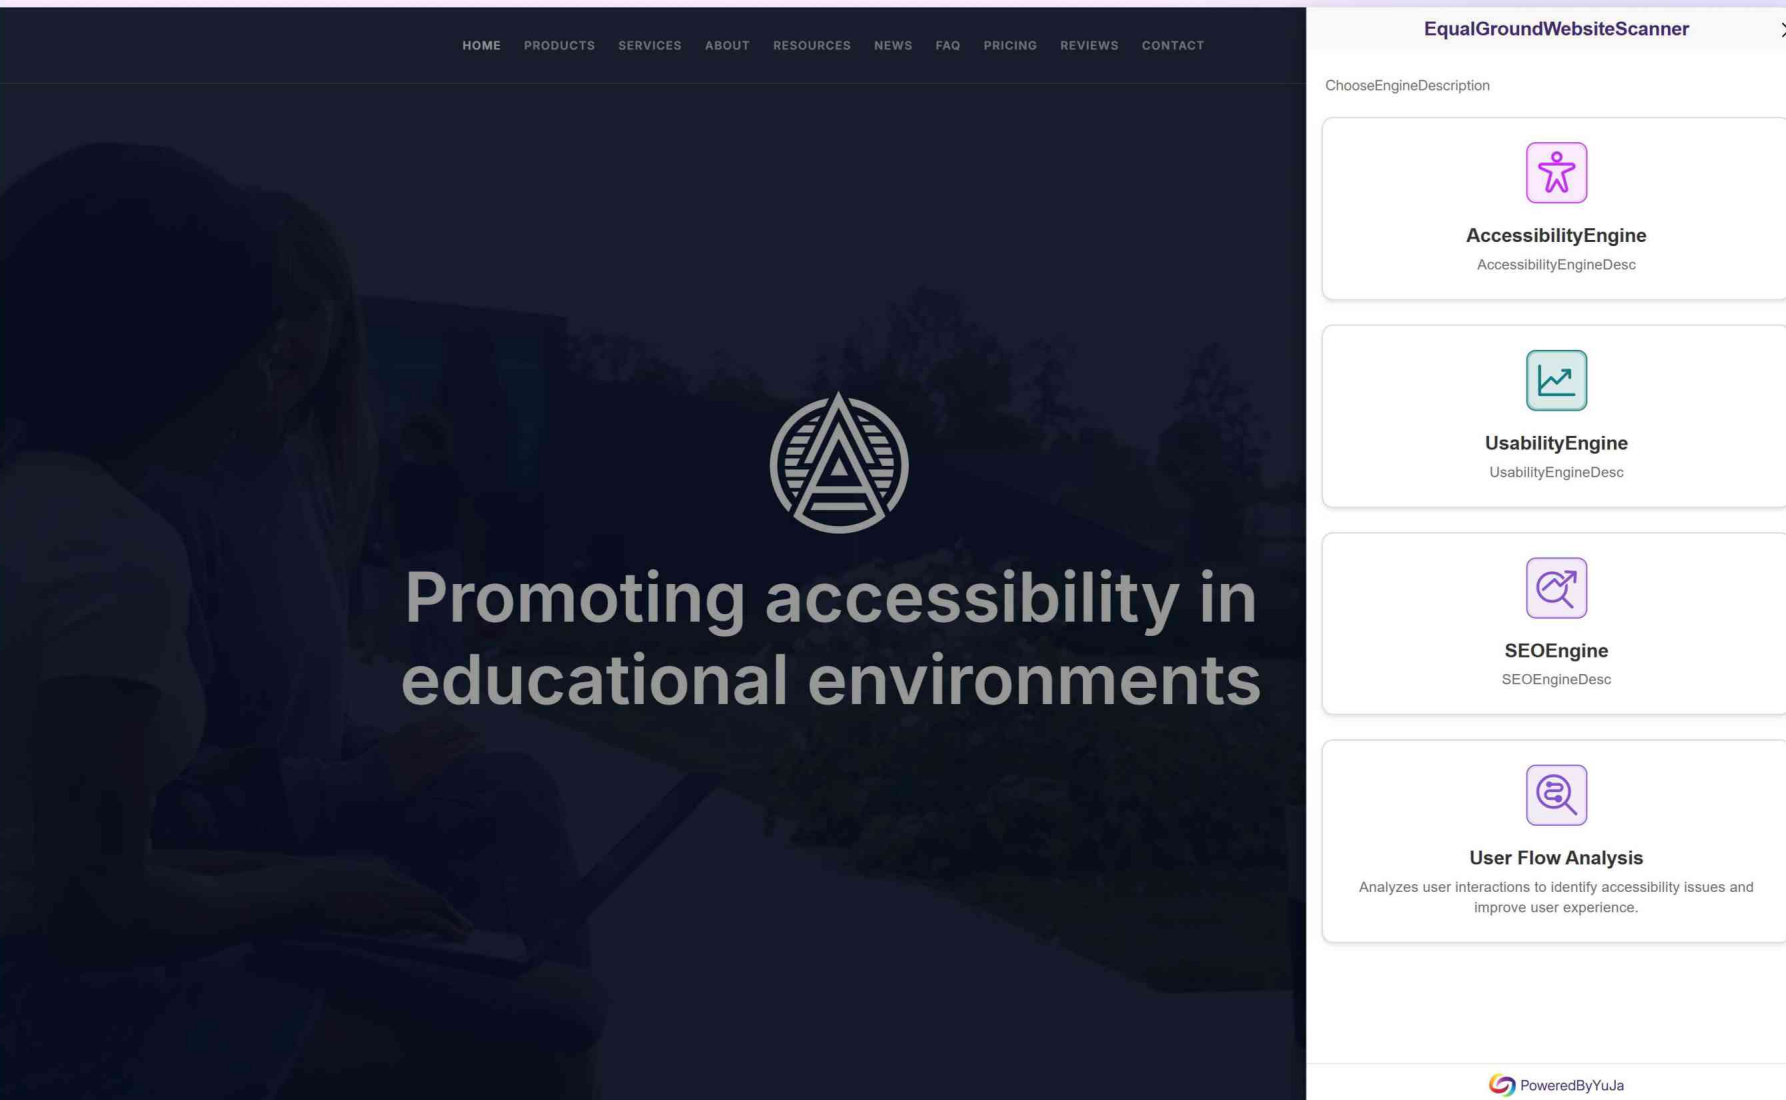 HOME PRODUCTS SERVICES ABOUT RESOURCES NEWS FAQ PRICING REVIEWS CONTACT
Promoting accessibility in
educational environments
EqualGroundWebsiteScanner
ChooseEngineDescription
AccessibilityEngine
AccessibilityEngineDesc
UsabilityEngine
UsabilityEngineDesc
SEOEngine
SEOEngineDesc
User Flow Analysis
Analyzes user interactions to identify accessibility issues and
improve user experience.
PoweredByYuJa